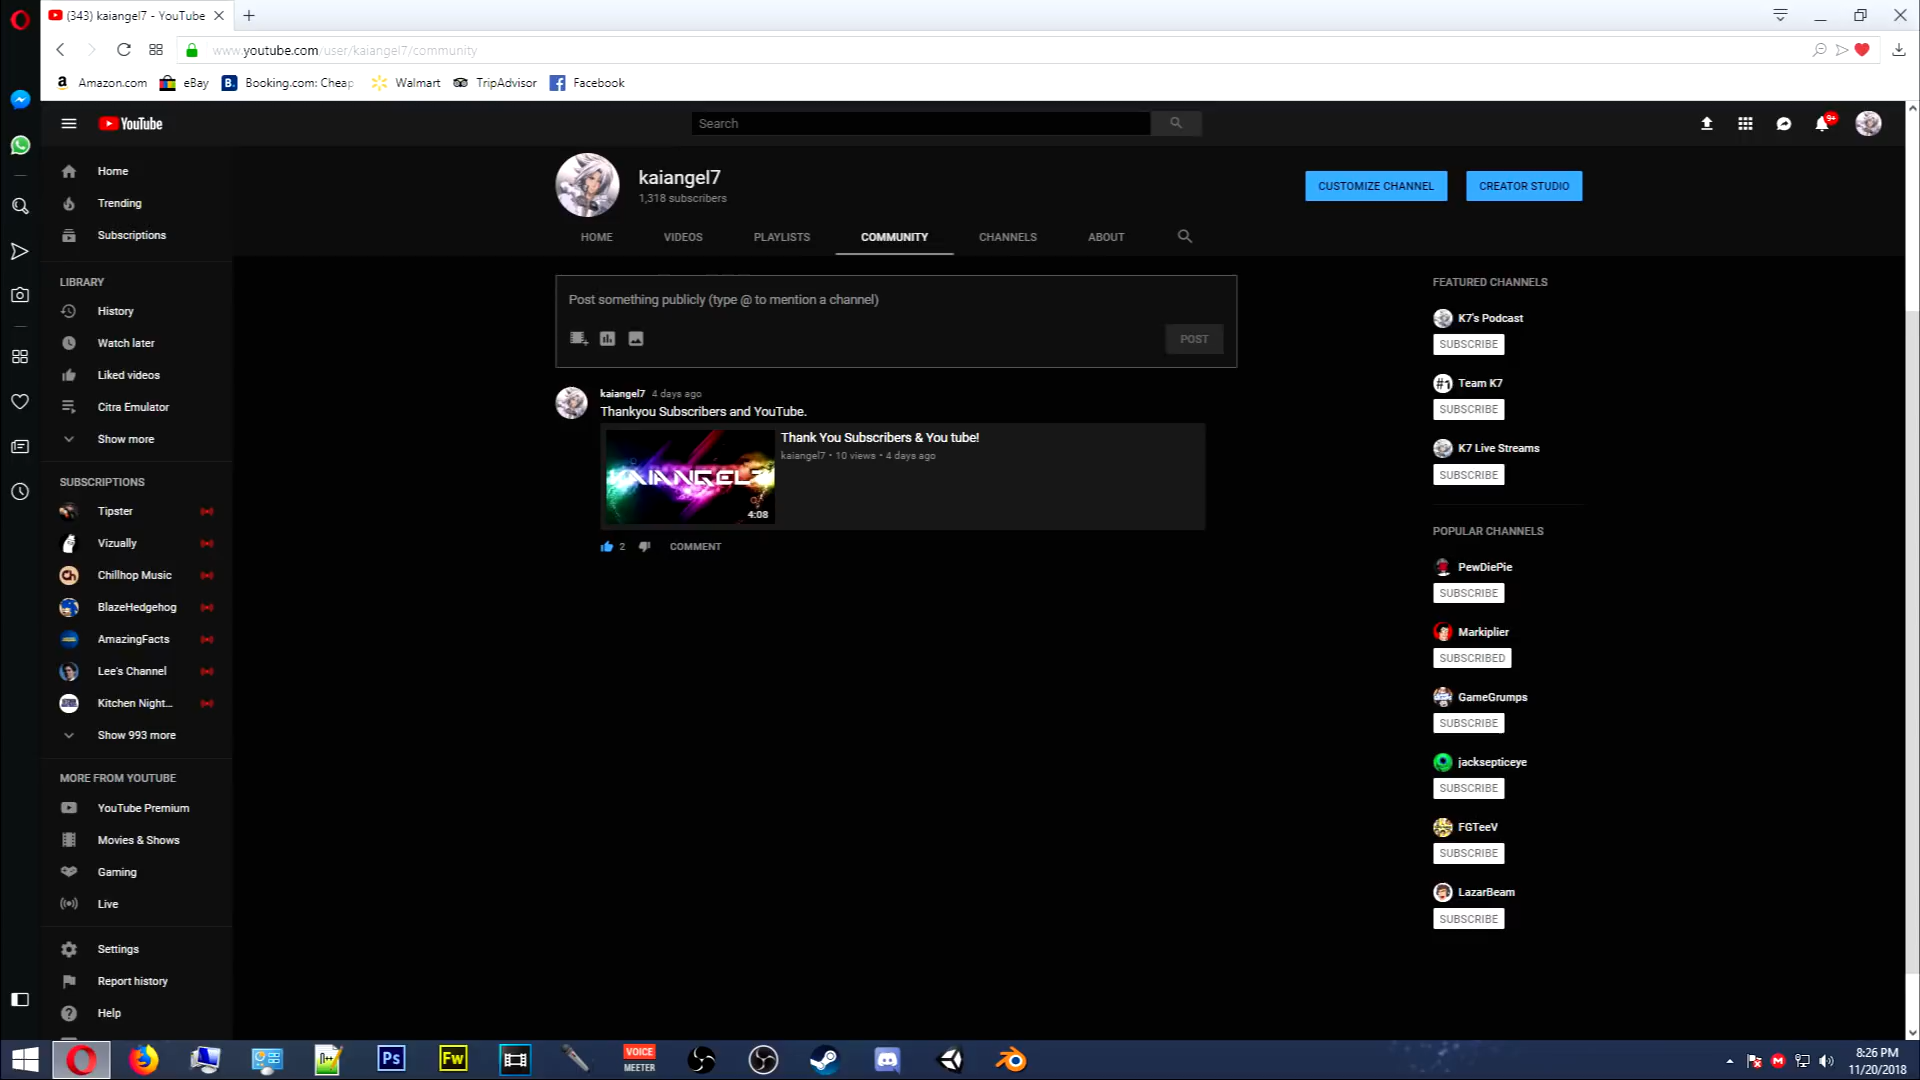 (343) kaiangel7 - YouTube
www.youtube.com/user/kaiangel7/community
Amazon.com eBay Booking.com: Cheap Walmart TripAdvisor Facebook
YouTube
Search
9+
Home
Trending
Subscriptions
LIBRARY
History
Watch later
Liked videos
Citra Emulator
Show more
SUBSCRIPTIONS
Tipster
Vizually
Chillhop Music
BlazeHedgehog
AmazingFacts
Lee's Channel
Kitchen Night...
Show 993 more
MORE FROM YOUTUBE
YouTube Premium
Movies & Shows
Gaming
Live
Settings
Report history
Help
kaiangel7
1,318 subscribers
CUSTOMIZE CHANNEL
CREATOR STUDIO
HOME VIDEOS PLAYLISTS COMMUNITY CHANNELS ABOUT
Post something publicly (type @ to mention a channel)
POST
kaiangel7 4 days ago
Thankyou Subscribers and YouTube.
KAIANGEL7
4:08
Thank You Subscribers & You tube!
kaiangel7 • 10 views • 4 days ago
2 COMMENT
FEATURED CHANNELS
K7's Podcast
SUBSCRIBE
#1 Team K7
SUBSCRIBE
K7 Live Streams
SUBSCRIBE
POPULAR CHANNELS
PewDiePie
SUBSCRIBE
Markiplier
SUBSCRIBED
GameGrumps
SUBSCRIBE
jacksepticeye
SUBSCRIBE
FGTeeV
SUBSCRIBE
LazarBeam
SUBSCRIBE
Ps
Fw
VOICE
MEETER
8:26 PM
11/20/2018